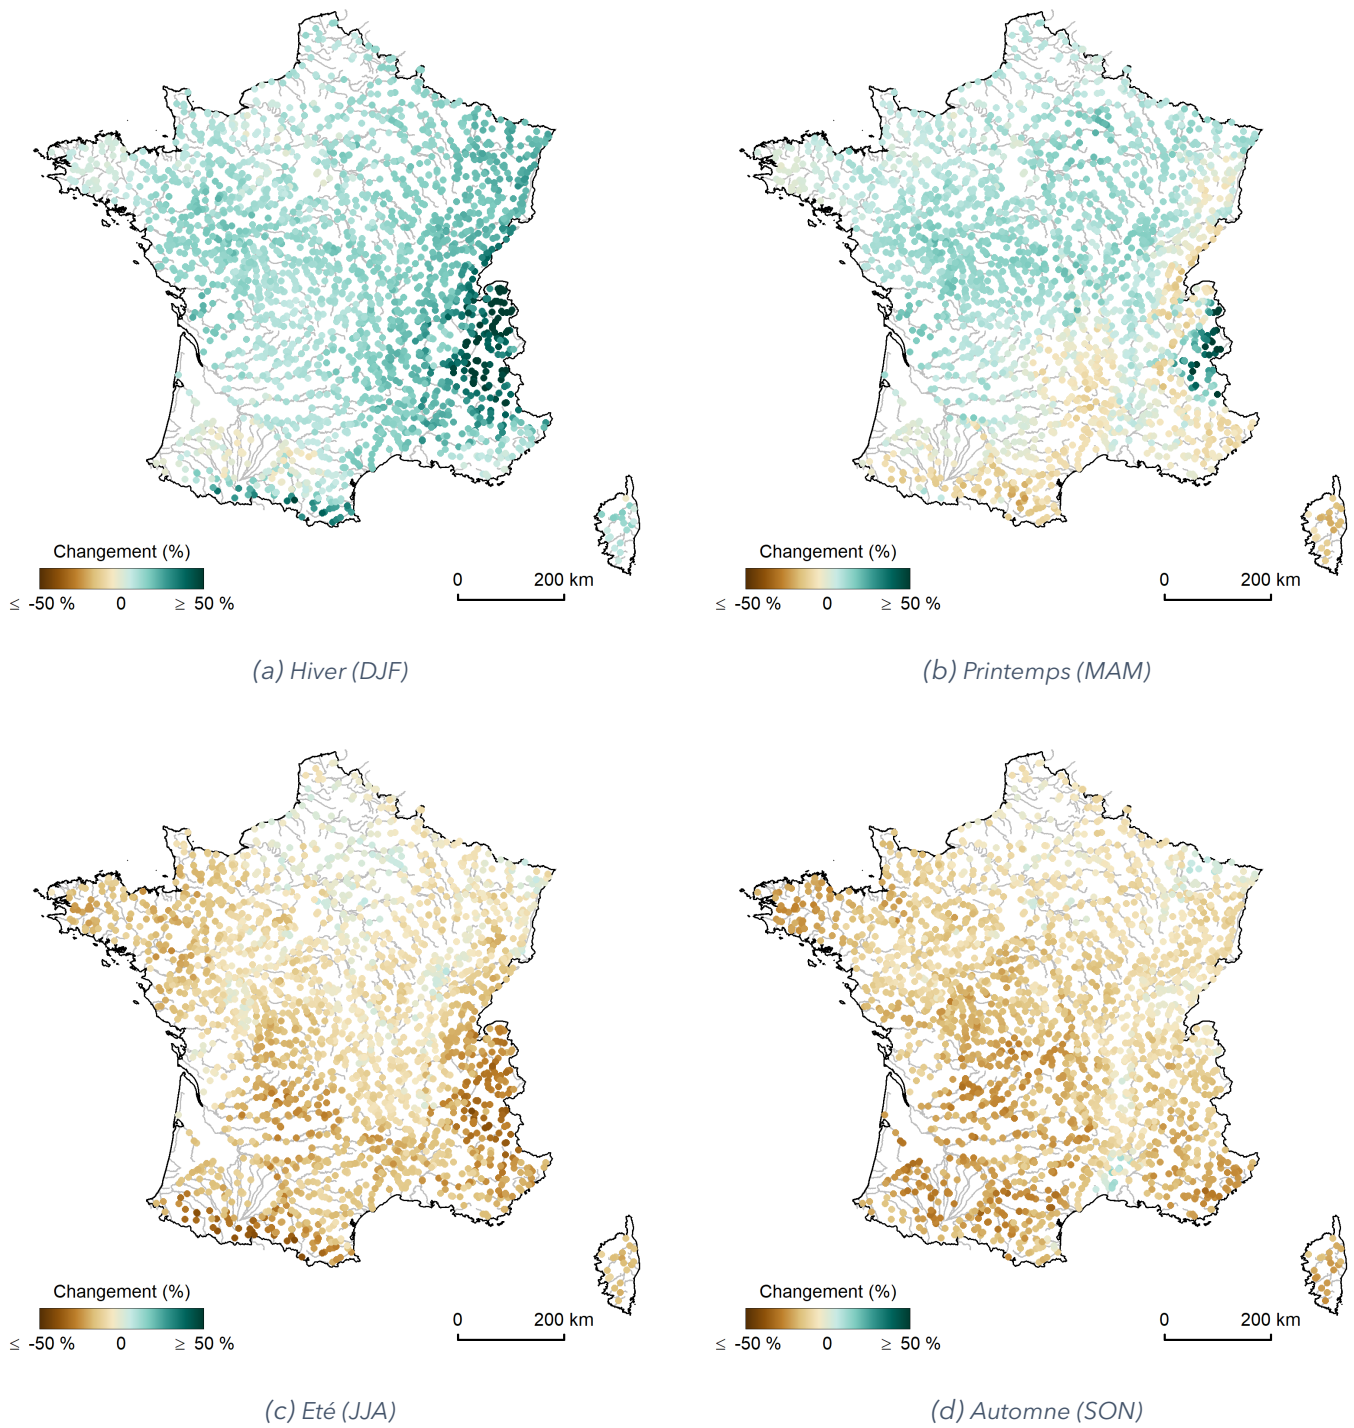 Changement (%)
≤ -50 % 0 ≥ 50 %
0 200 km
(a) Hiver (DJF)
Changement (%)
≤ -50 % 0 ≥ 50 %
0 200 km
(b) Printemps (MAM)
Changement (%)
≤ -50 % 0 ≥ 50 %
0 200 km
(c) Eté (JJA)
Changement (%)
≤ -50 % 0 ≥ 50 %
0 200 km
(d) Automne (SON)